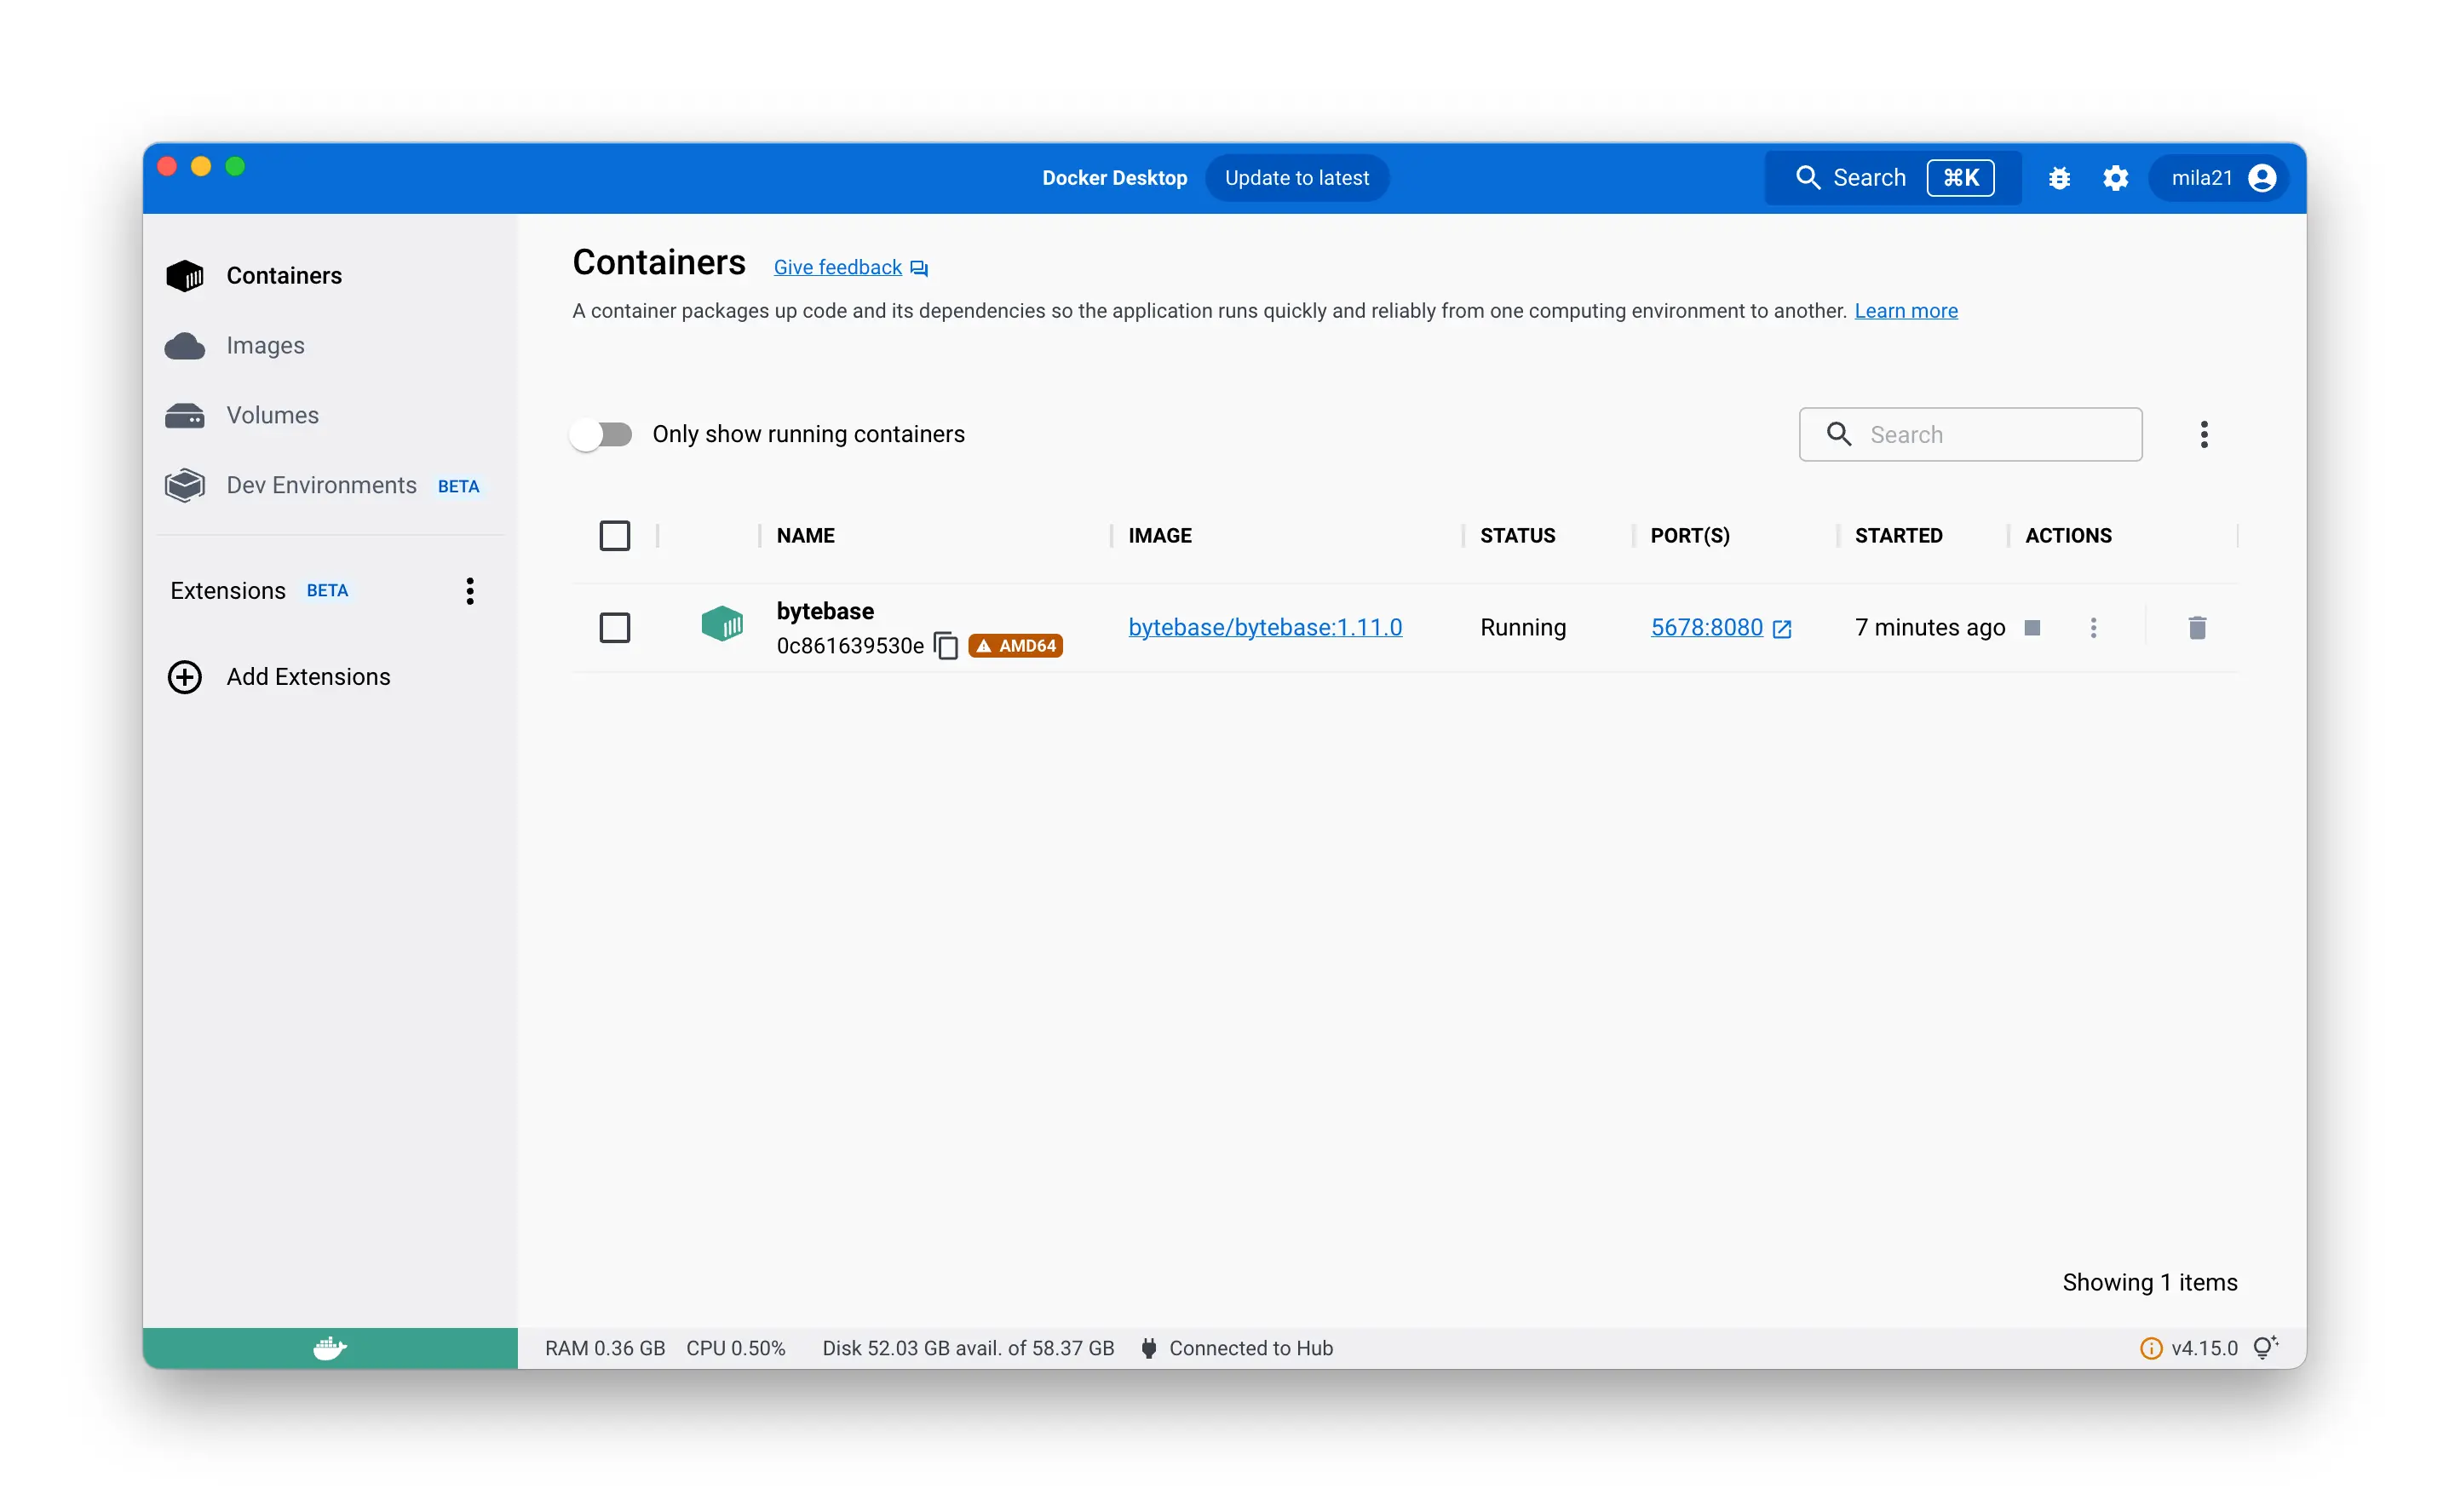 Docker Desktop Update to latest Search ⌘K mila21
Containers
Images
Volumes
Dev Environments BETA
Extensions BETA
Add Extensions
Containers Give feedback
A container packages up code and its dependencies so the application runs quickly and reliably from one computing environment to another. Learn more
Only show running containers Search
NAME IMAGE STATUS PORT(S) STARTED ACTIONS
bytebase
0c861639530e AMD64 bytebase/bytebase:1.11.0 Running 5678:8080 7 minutes ago
Showing 1 items
RAM 0.36 GB CPU 0.50% Disk 52.03 GB avail. of 58.37 GB Connected to Hub v4.15.0